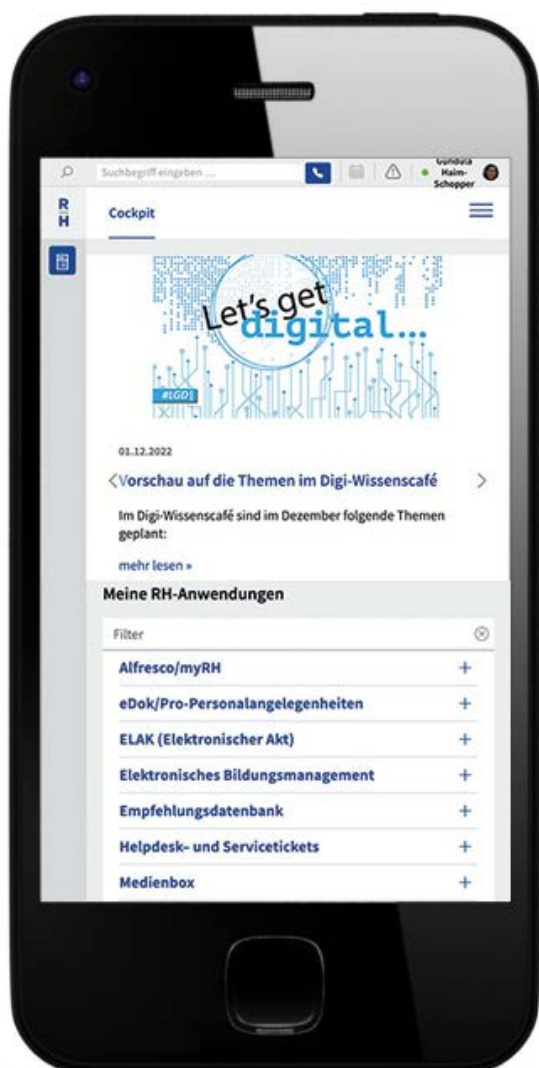 Suchbegriff eingeben ...
Gundula
Haim-
Schopper
R
H
Cockpit
Let's get
digital...
#LGD
01.12.2022
Vorschau auf die Themen im Digi-Wissenscafé
Im Digi-Wissenscafé sind im Dezember folgende Themen
geplant:
mehr lesen »
Meine RH-Anwendungen
Filter
Alfresco/myRH
eDok/Pro-Personalangelegenheiten
ELAK (Elektronischer Akt)
Elektronisches Bildungsmanagement
Empfehlungsdatenbank
Helpdesk- und Servicetickets
Medienbox